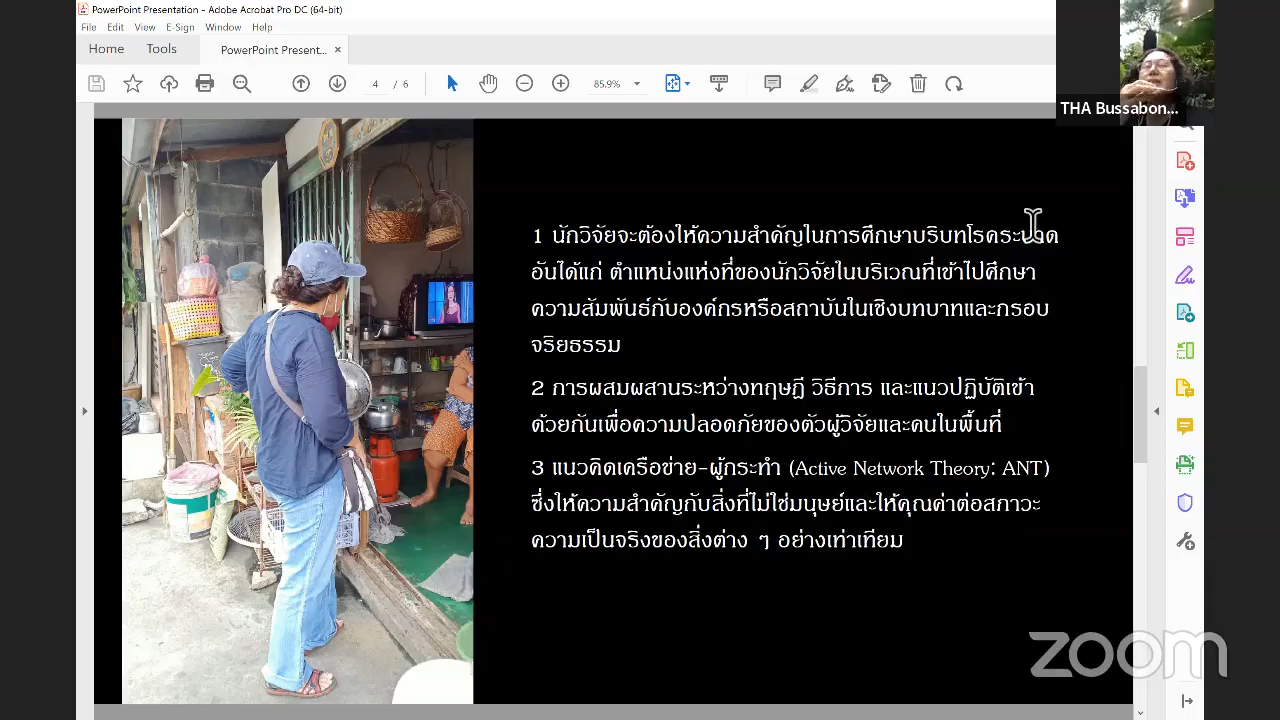 PowerPoint Presentation - Adobe Acrobat Pro DC (64-bit)
File Edit View E-Sign Window Help
Home Tools PowerPoint Present... ×
4 / 6 85.9%
THA Bussabon...
1 นักวิจัยจะต้องให้ความสำคัญในการศึกษาบริบทโรคระบาด
อันได้แก่ ตำแหน่งแห่งที่ของนักวิจัยในบริเวณที่เข้าไปศึกษา
ความสัมพันธ์กับองค์กรหรือสถาบันในเชิงบทบาทและกรอบ
จริยธรรม
2 การผสมผสานระหว่างทฤษฎี วิธีการ และแนวปฏิบัติเข้า
ด้วยกันเพื่อความปลอดภัยของตัวผู้วิจัยและคนในพื้นที่
3 แนวคิดเครือข่าย-ผู้กระทำ (Active Network Theory: ANT)
ซึ่งให้ความสำคัญกับสิ่งที่ไม่ใช่มนุษย์และให้คุณค่าต่อสภาวะ
ความเป็นจริงของสิ่งต่าง ๆ อย่างเท่าเทียม
zoom